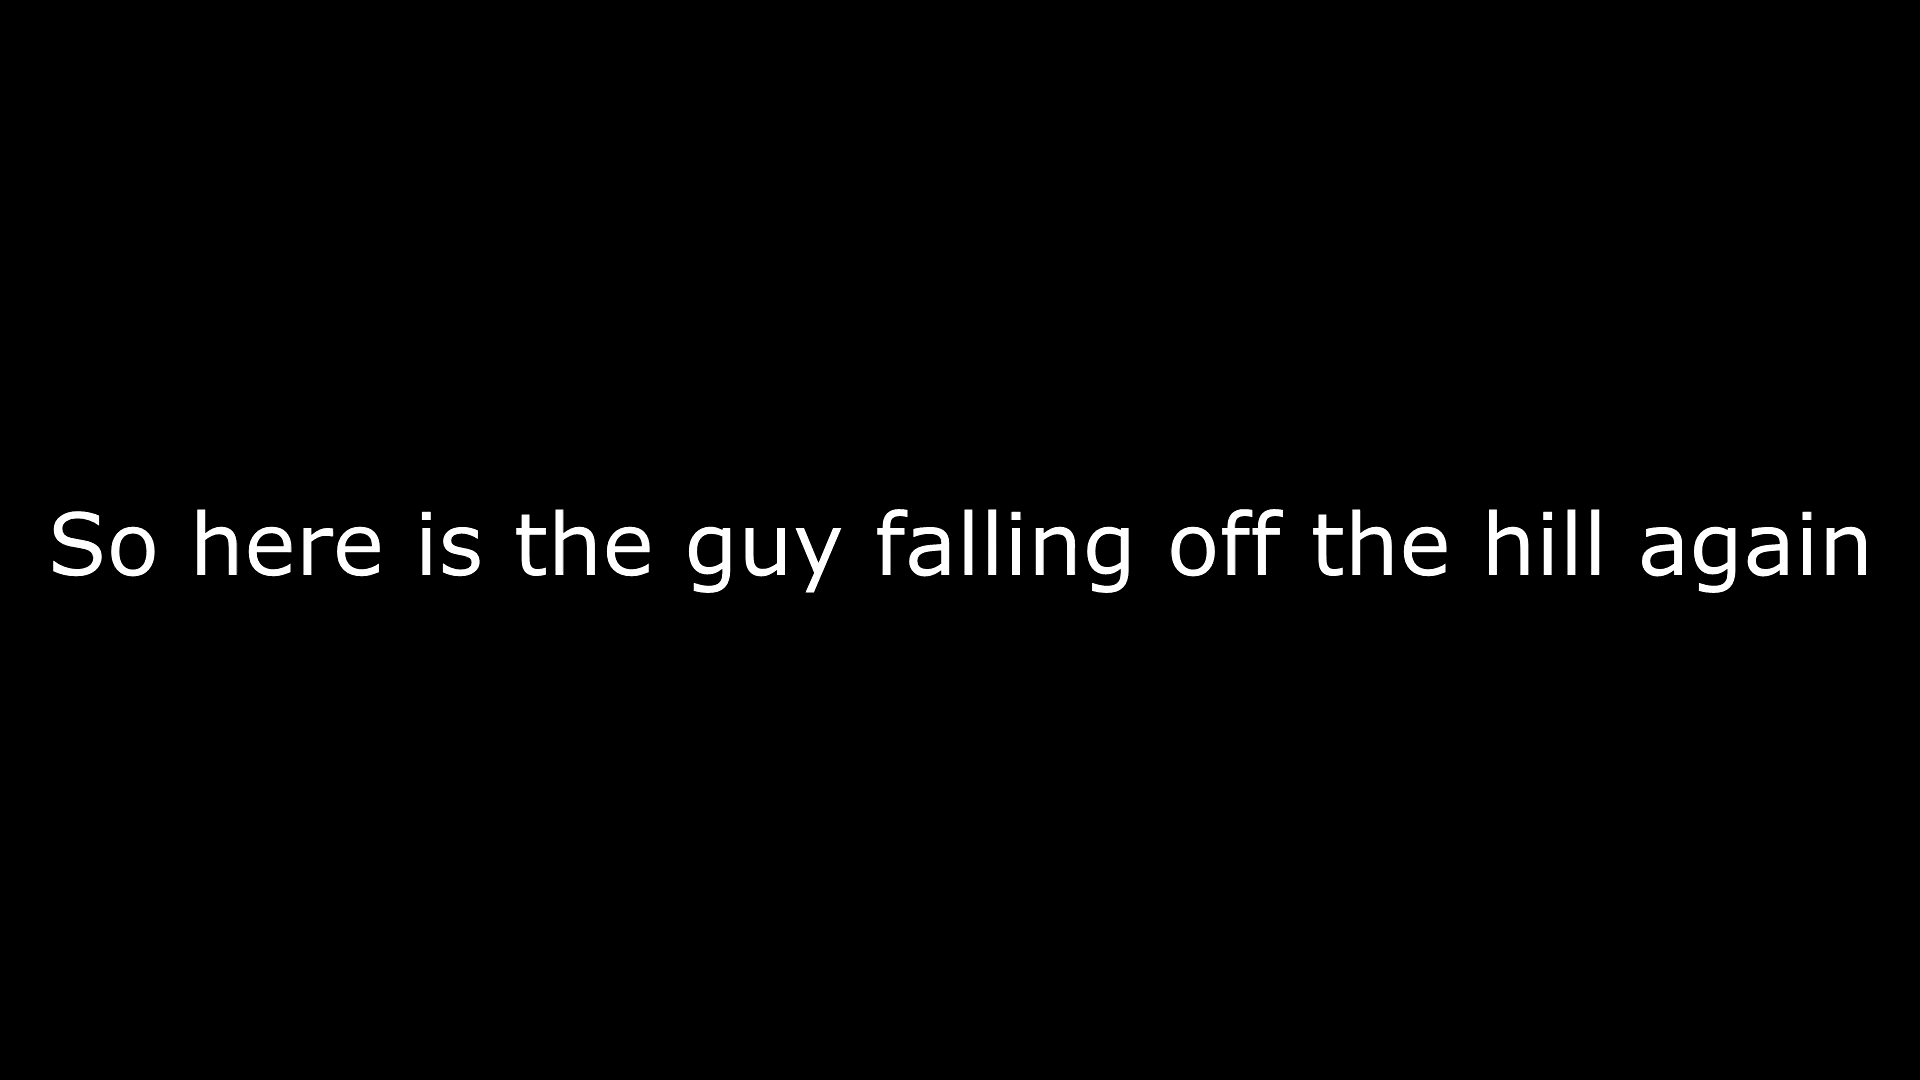 So here is the guy falling off the hill again